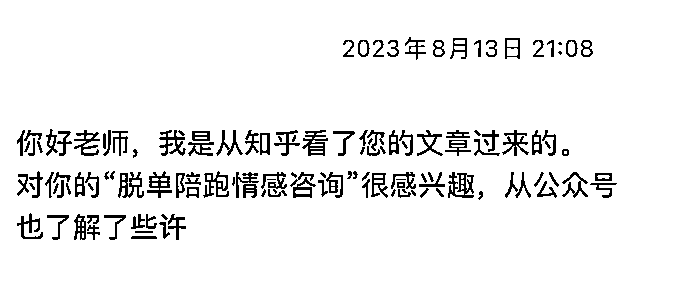 2023年8月13日 21:08
你好老师，我是从知乎看了您的文章过来的。
对你的“脱单陪跑情感咨询”很感兴趣，从公众号
也了解了些许